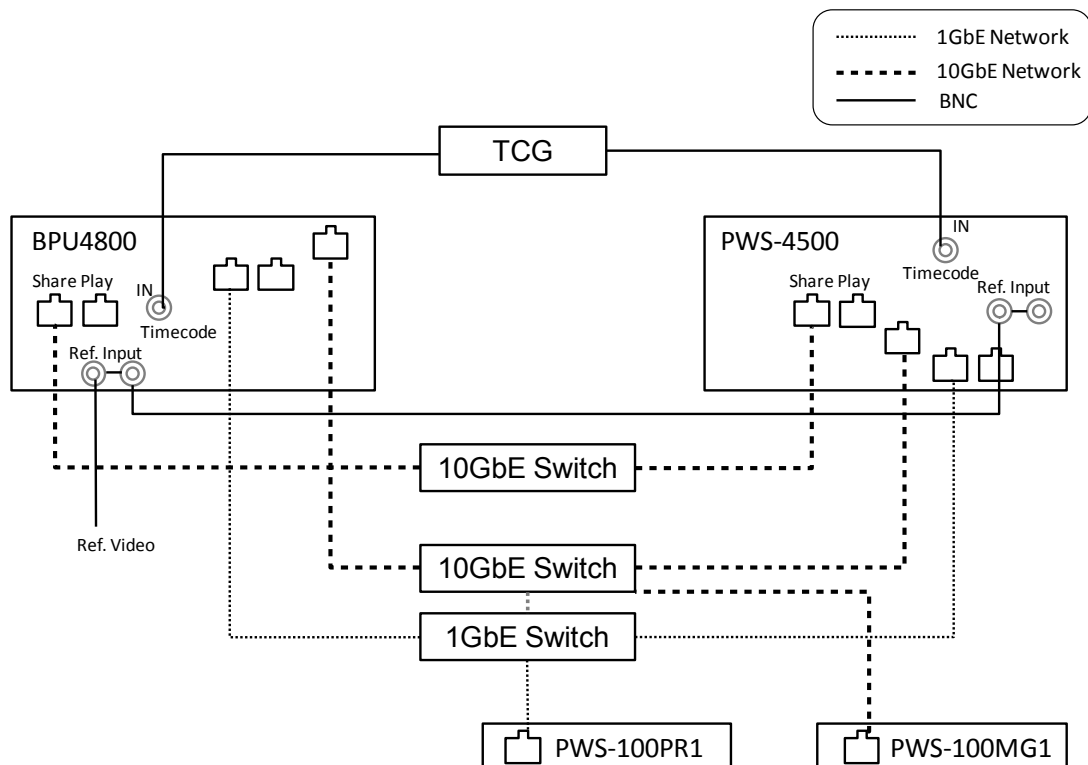 1GbE Network
10GbE Network
BNC
TCG
BPU4800
Share Play
IN
Timecode
Ref. Input
PWS-4500
IN
Timecode
Share Play
Ref. Input
10GbE Switch
Ref. Video
10GbE Switch
1GbE Switch
PWS-100PR1
PWS-100MG1